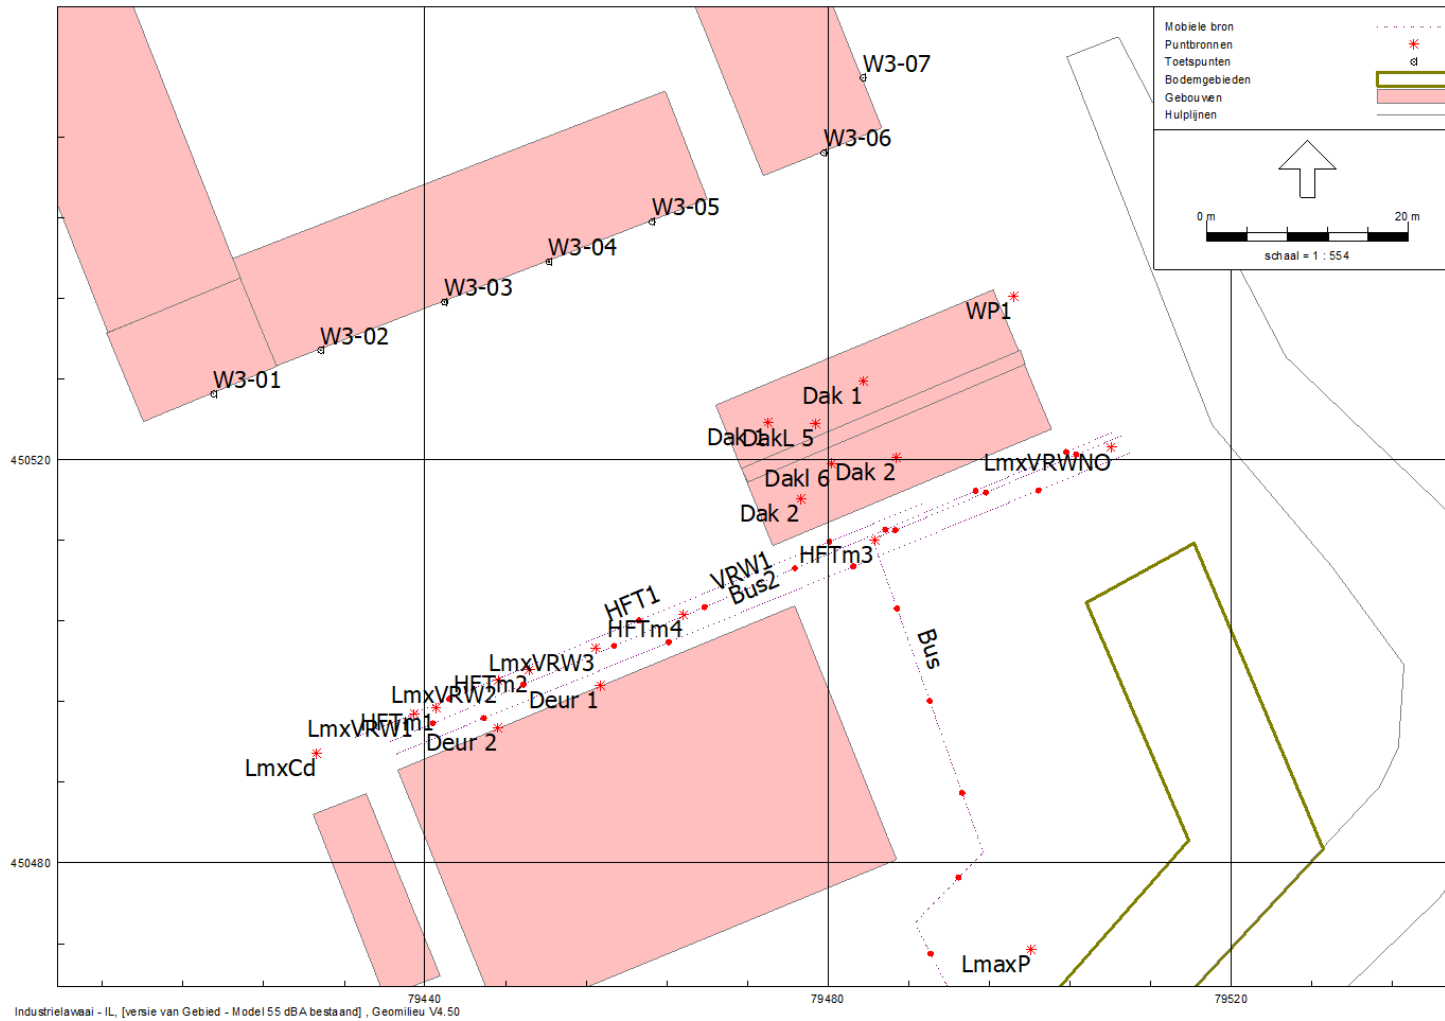 Mobiele bron
Puntbronnen
Toetspunten
Bodemgebieden
Gebouwen
Hulplijnen
0 m
20 m
schaal = 1 : 554
W3-07
W3-06
W3-05
W3-04
W3-03
W3-02
W3-01
WP1
Dak 1
Dak 1
DakL 5
450520
LmxVRWNO
Dakl 6
Dak 2
Dak 2
HFTm3
VRW1
Bus2
HFT1
HFTm4
Bus
LmxVRW3
HFTm2
LmxVRW2
Deur 1
HFTm1
LmxVRW1
Deur 2
LmxCd
450480
LmaxP
79440
79480
79520
Industrielawaai - IL, [versie van Gebied - Model 55 dBA bestaand] , Geomilieu V4.50